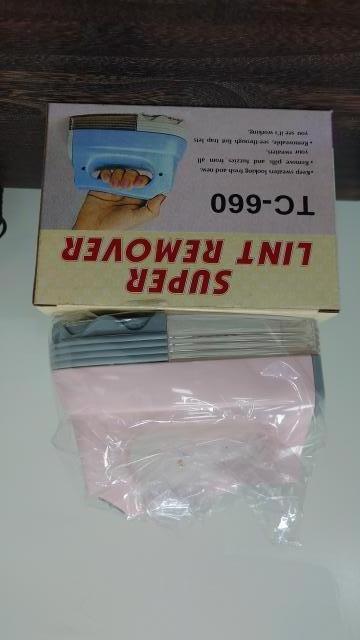 SUPER
LINT REMOVER
TC-660
•Keep sweaters looking fresh and new.
•Remove pills and fuzzies from all
your sweaters.
•Removable, see-through lint trap lets
you see it's working.